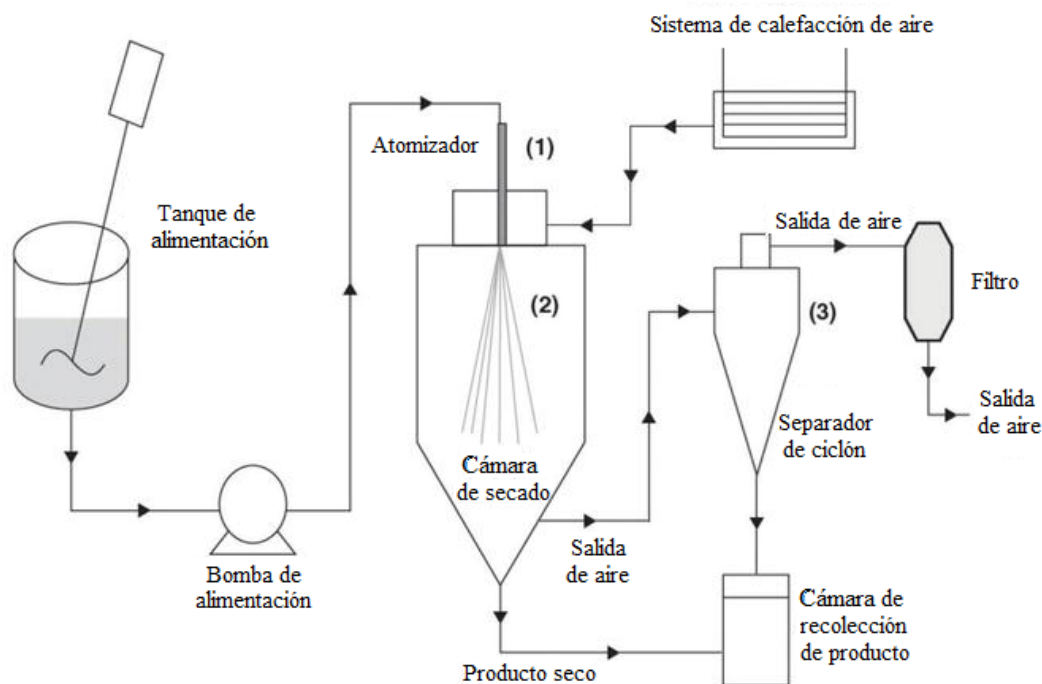 Sistema de calefacción de aire
Atomizador
(1)
Tanque de
alimentación
Salida de aire
Filtro
(2)
(3)
Salida
de aire
Separador
de ciclón
Cámara
de secado
Salida
de aire
Bomba de
alimentación
Cámara de
recolección
de producto
Producto seco